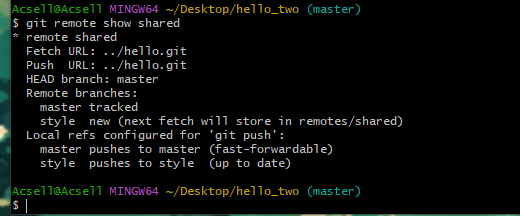 Acsell@Acsell MINGW64 ~/Desktop/hello_two (master)
$ git remote show shared
* remote shared
  Fetch URL: ../hello.git
  Push  URL: ../hello.git
  HEAD branch: master
  Remote branches:
    master tracked
    style  new (next fetch will store in remotes/shared)
  Local refs configured for 'git push':
    master pushes to master (fast-forwardable)
    style  pushes to style  (up to date)

Acsell@Acsell MINGW64 ~/Desktop/hello_two (master)
$